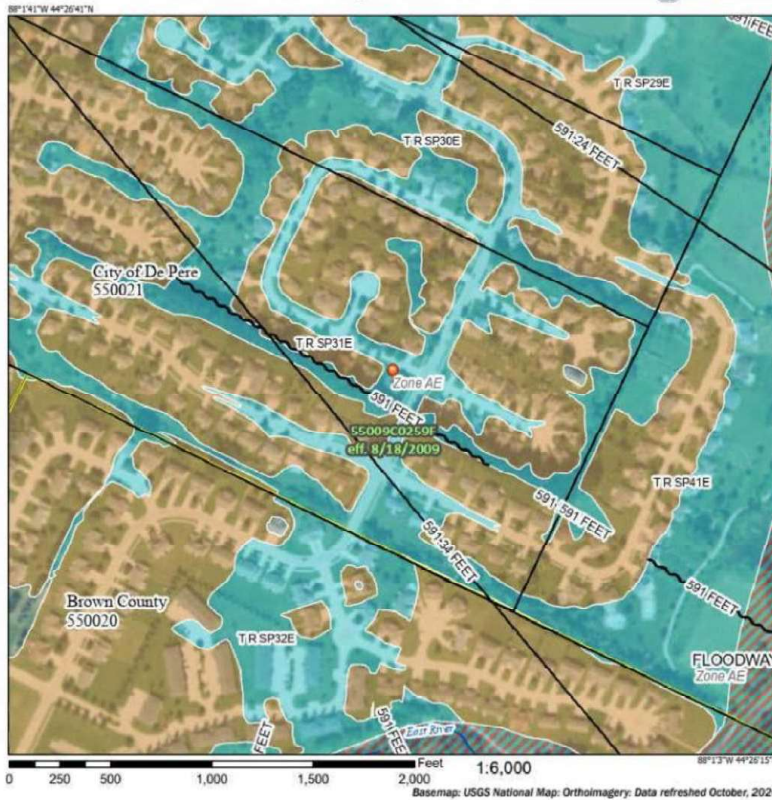 88°1'41"W 44°26'41"N
591 FEE
T R SP29E
591.24 FEET
T R SP30E
City of De Pere
550021
T R SP31E
Zone AE
591 FEET
55009C0259F
eff. 8/18/2009
T R SP41E
591 591 FEET
591.34 FEET
591 FEET
Brown County
550020
T R SP32E
FLOODWAY
Zone AE
FEET
591 FEE
East River
88°1'3"W 44°26'15"
Feet
0 250 500 1,000 1,500 2,000
1:6,000
Basemap: USGS National Map: Orthoimagery: Data refreshed October, 202